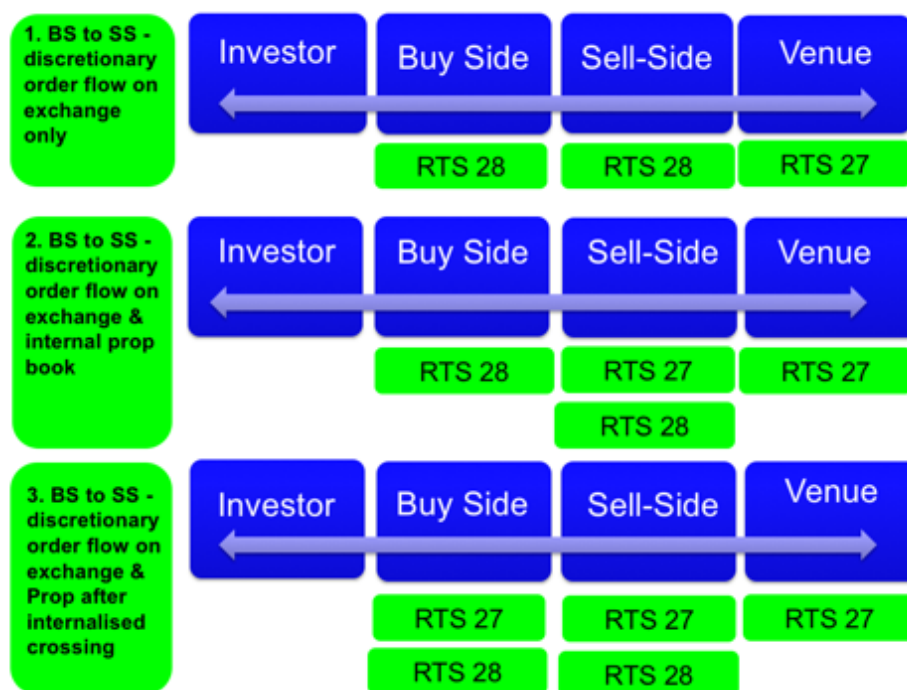 1. BS to SS -
discretionary
order flow on
exchange
only
Investor
Buy Side
Sell-Side
Venue
RTS 28
RTS 28
RTS 27
2. BS to SS -
discretionary
order flow on
exchange &
internal prop
book
Investor
Buy Side
Sell-Side
Venue
RTS 28
RTS 27
RTS 27
RTS 28
3. BS to SS -
discretionary
order flow on
exchange &
Prop after
internalised
crossing
Investor
Buy Side
Sell-Side
Venue
RTS 27
RTS 27
RTS 27
RTS 28
RTS 28